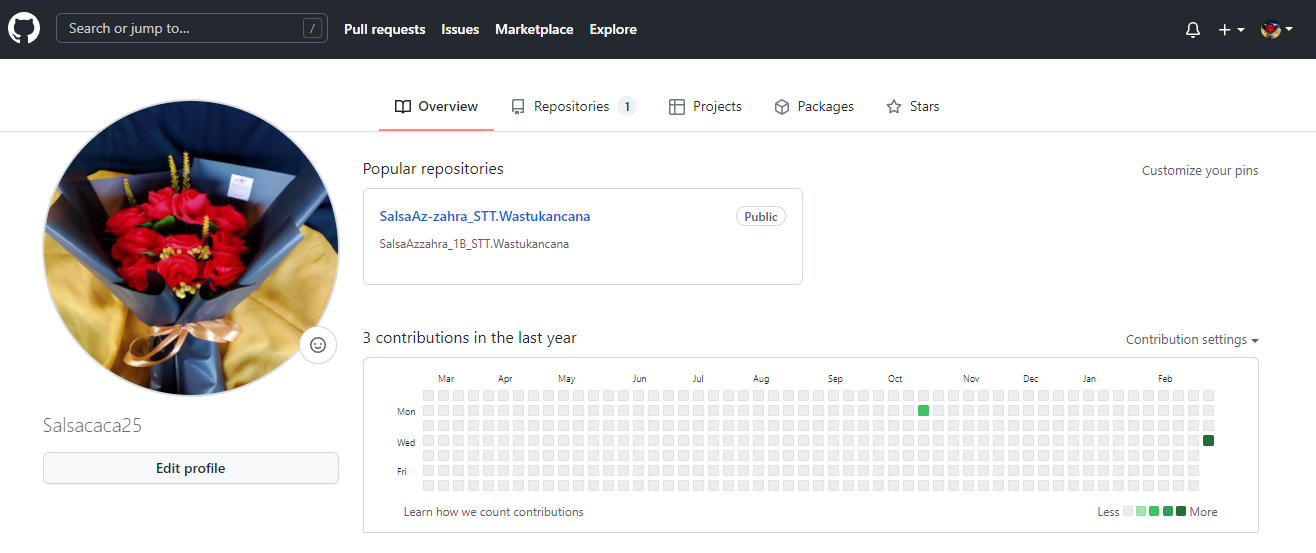 Search or jump to... /
Pull requests Issues Marketplace Explore
Overview Repositories 1 Projects Packages Stars
Popular repositories
Customize your pins
SalsaAz-zahra_STT.Wastukancana
Public
SalsaAzzahra_1B_STT.Wastukancana
3 contributions in the last year
Contribution settings
Mar Apr May Jun Jul Aug Sep Oct Nov Dec Jan Feb
Mon
Wed
Fri
Learn how we count contributions
Less More
Salsacaca25
Edit profile